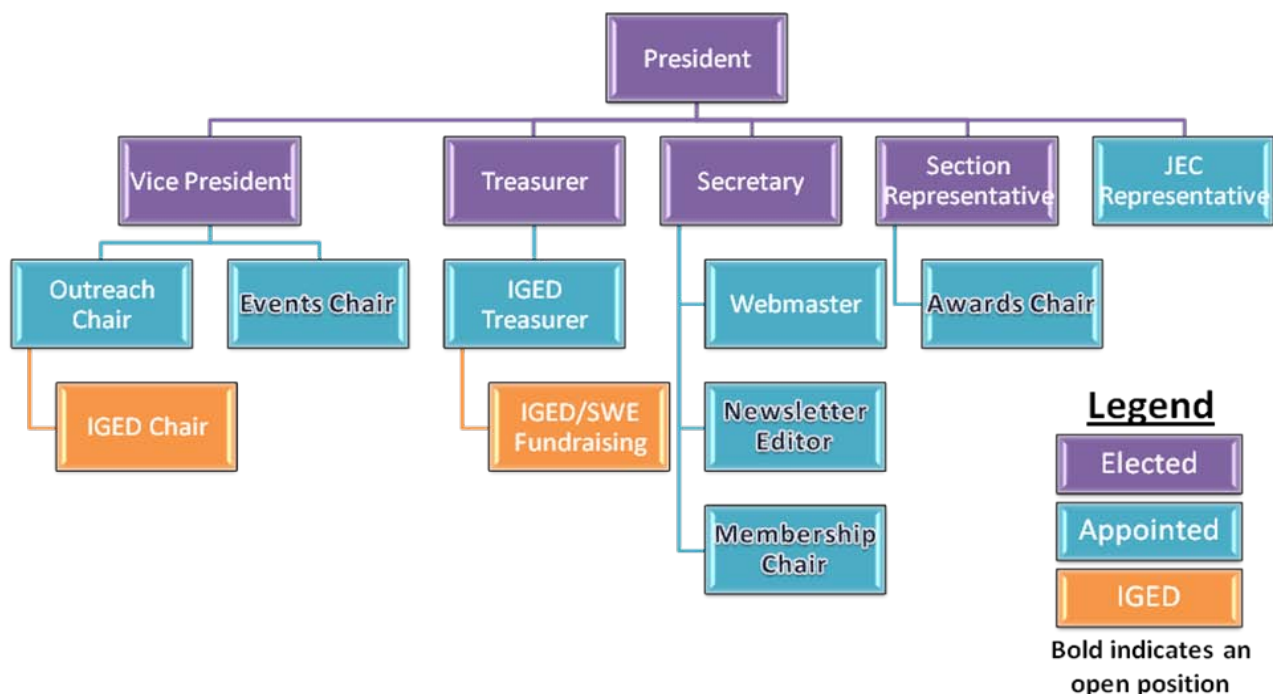 President
Vice President
Treasurer
Secretary
Section
Representative
JEC
Representative
Outreach
Chair
Events Chair
IGED
Treasurer
Webmaster
Awards Chair
IGED Chair
IGED/SWE
Fundraising
Newsletter
Editor
Membership
Chair
Legend
Elected
Appointed
IGED
Bold indicates an
open position